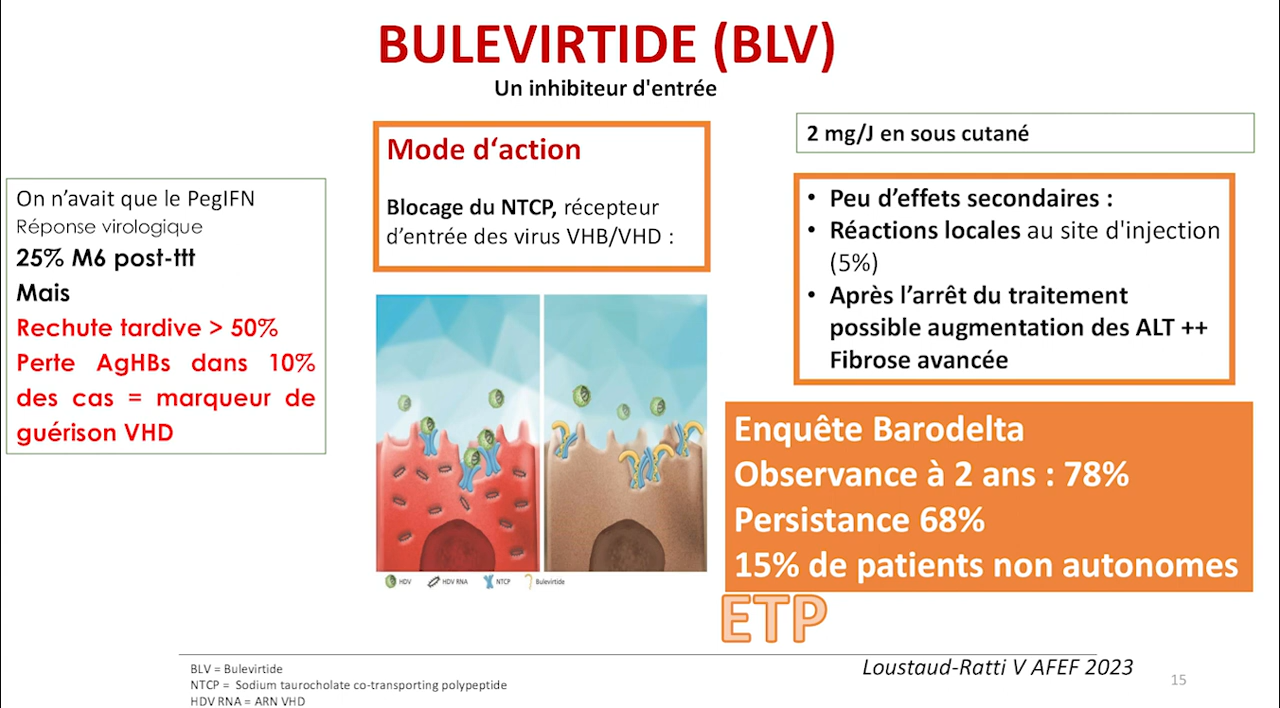 BULEVIRTIDE (BLV)
Un inhibiteur d'entrée
On n’avait que le PegIFN
Réponse virologique
25% M6 post-ttt
Mais
Rechute tardive > 50%
Perte AgHBs dans 10%
des cas = marqueur de
guérison VHD
Mode d‘action
Blocage du NTCP, récepteur
d’entrée des virus VHB/VHD :
HDV
HDV RNA
NTCP
Bulevirtide
2 mg/J en sous cutané
• Peu d’effets secondaires :
• Réactions locales au site d'injection
(5%)
• Après l’arrêt du traitement
possible augmentation des ALT ++
Fibrose avancée
Enquête Barodelta
Observance à 2 ans : 78%
Persistance 68%
15% de patients non autonomes
ETP
BLV = Bulevirtide
NTCP = Sodium taurocholate co-transporting polypeptide
HDV RNA = ARN VHD
Loustaud-Ratti V AFEF 2023
15